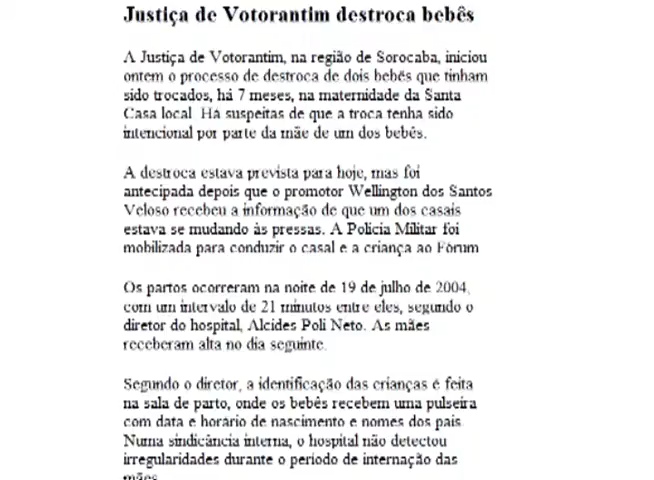 Justiça de Votorantim destroca bebês
A Justiça de Votorantim, na região de Sorocaba, iniciou
ontem o processo de destroca de dois bebês que tinham
sido trocados, há 7 meses, na maternidade da Santa
Casa local. Há suspeitas de que a troca tenha sido
intencional por parte da mãe de um dos bebês.
A destroca estava prevista para hoje, mas foi
antecipada depois que o promotor Wellington dos Santos
Veloso recebeu a informação de que um dos casais
estava se mudando às pressas. A Polícia Militar foi
mobilizada para conduzir o casal e a criança ao Fórum
Os partos ocorreram na noite de 19 de julho de 2004,
com um intervalo de 21 minutos entre eles, segundo o
diretor do hospital, Alcides Poli Neto. As mães
receberam alta no dia seguinte.
Segundo o diretor, a identificação das crianças é feita
na sala de parto, onde os bebês recebem uma pulseira
com data e horário de nascimento e nomes dos pais.
Numa sindicância interna, o hospital não detectou
irregularidades durante o período de internação das
mães